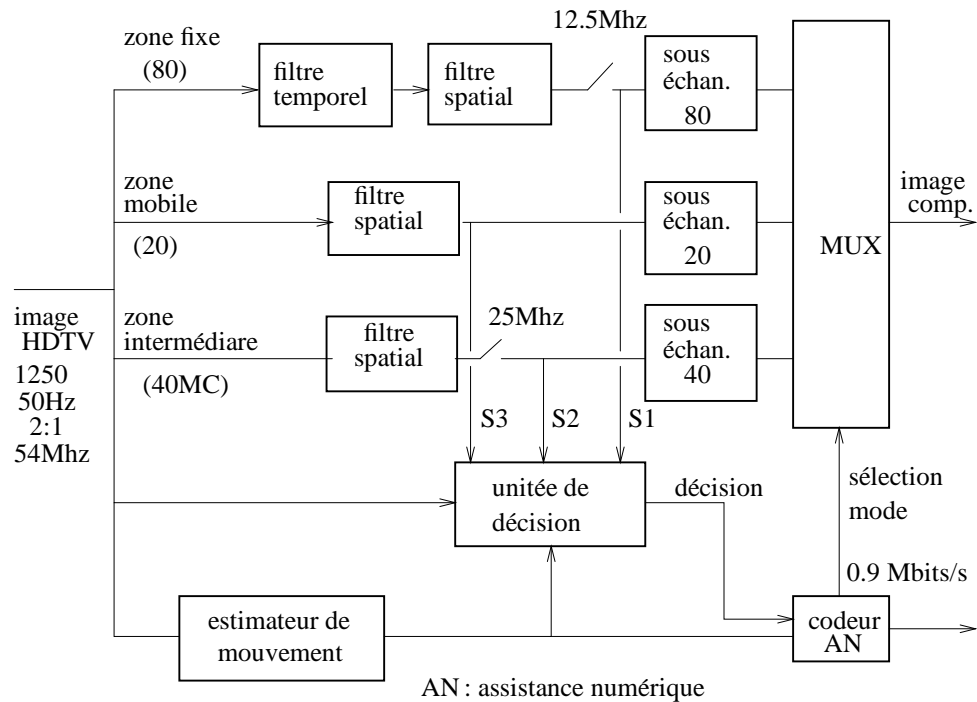 zone fixe
(80)
filtre
temporel
filtre
spatial
12.5Mhz
sous
échan.
80
MUX
image
comp.
zone
mobile
(20)
filtre
spatial
sous
échan.
20
image
HDTV
1250
50Hz
2:1
54Mhz
zone
intermédiare
(40MC)
filtre
spatial
25Mhz
sous
échan.
40
S3
S2
S1
unitée de
décision
décision
sélection
mode
0.9 Mbits/s
estimateur de
mouvement
codeur
AN
AN : assistance numérique